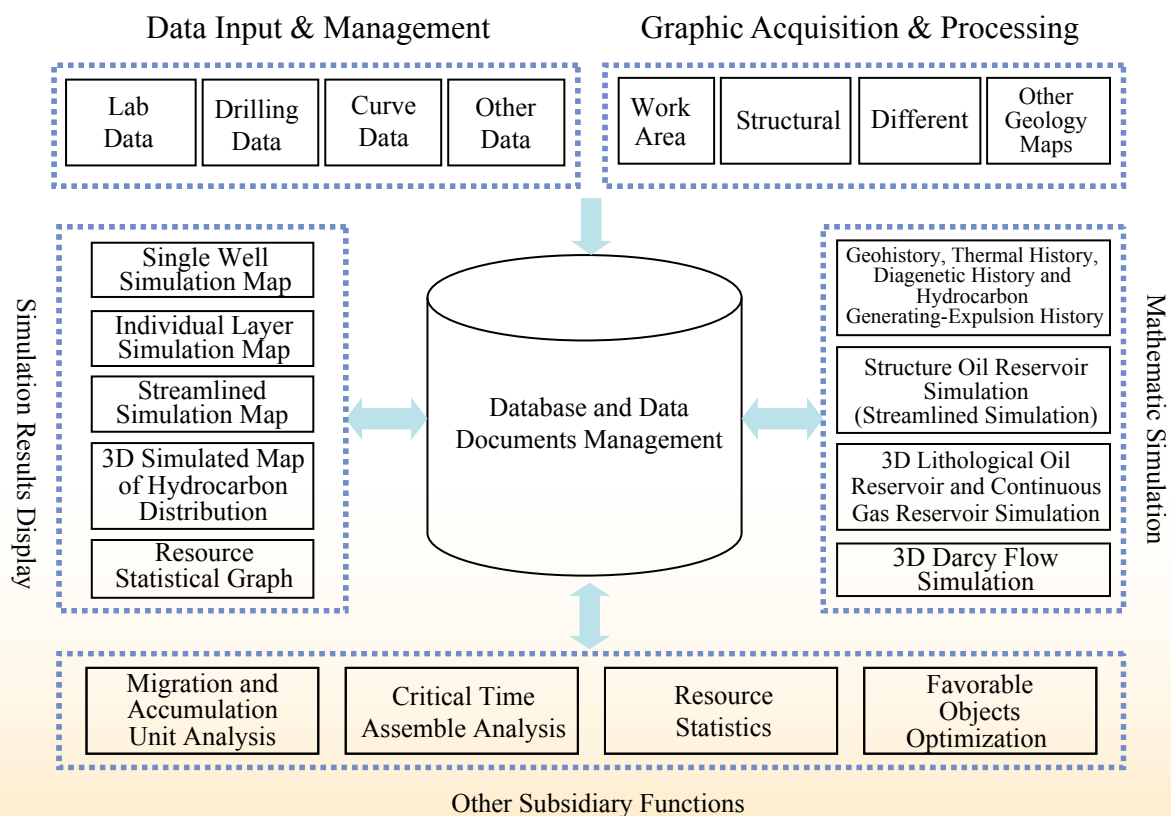 Data Input & Management
Graphic Acquisition & Processing
Lab
Data
Drilling
Data
Curve
Data
Other
Data
Work
Area
Structural
Different
Other
Geology
Maps
Simulation Results Display
Single Well
Simulation Map
Individual Layer
Simulation Map
Streamlined
Simulation Map
3D Simulated Map
of Hydrocarbon
Distribution
Resource
Statistical Graph
Database and Data
Documents Management
Geohistory, Thermal History,
Diagenetic History and
Hydrocarbon
Generating-Expulsion History
Structure Oil Reservoir
Simulation
(Streamlined Simulation)
3D Lithological Oil
Reservoir and Continuous
Gas Reservoir Simulation
3D Darcy Flow
Simulation
Mathematic Simulation
Migration and
Accumulation
Unit Analysis
Critical Time
Assemble Analysis
Resource
Statistics
Favorable
Objects
Optimization
Other Subsidiary Functions